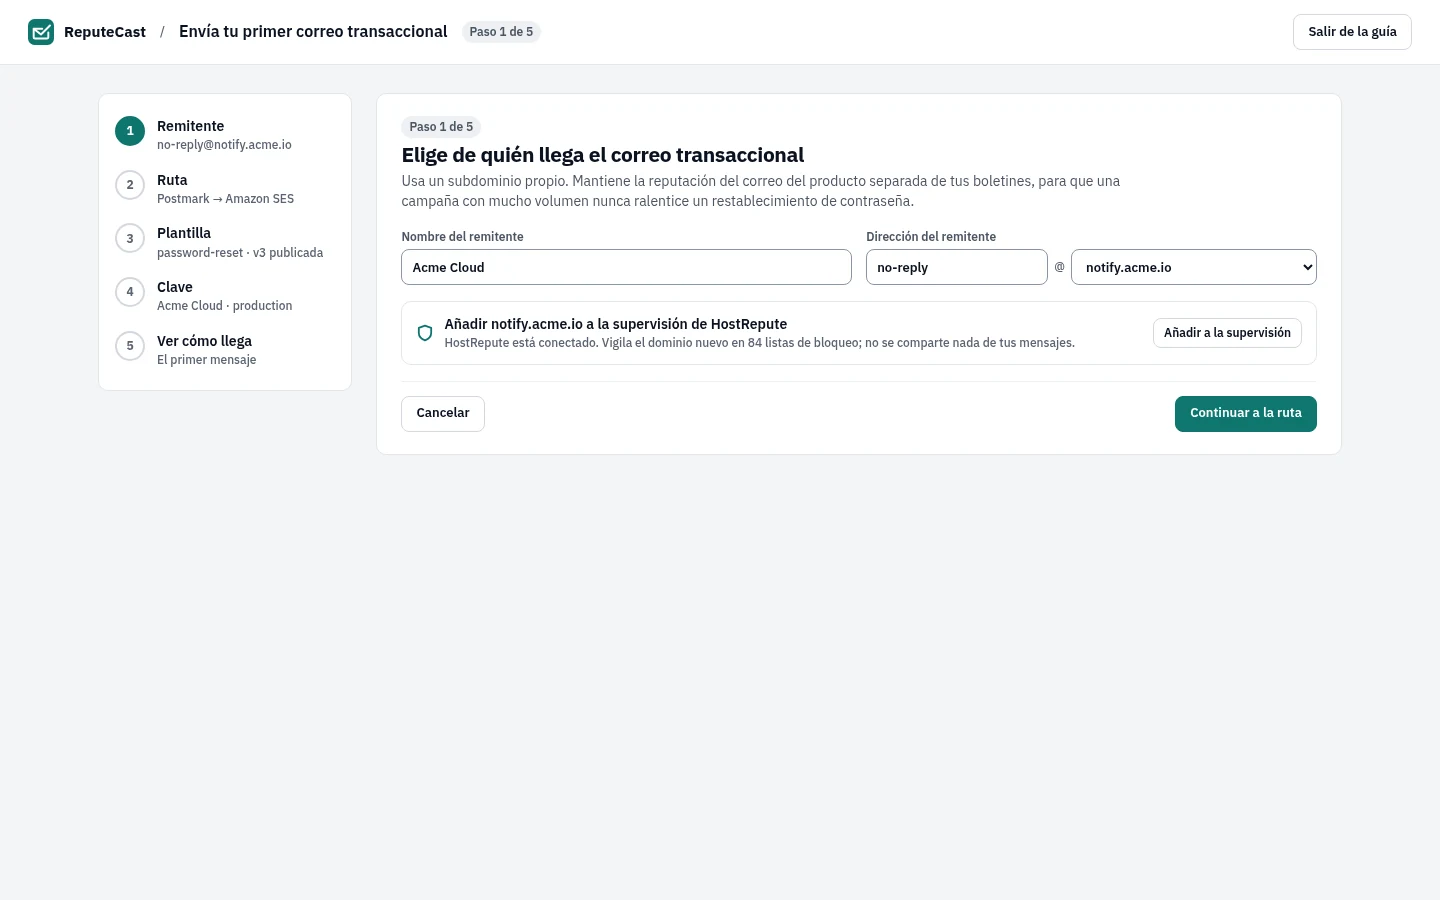 ReputeCast / Envía tu primer correo transaccional Paso 1 de 5
Salir de la guía
1 Remitente
no-reply@notify.acme.io
2 Ruta
Postmark → Amazon SES
3 Plantilla
password-reset · v3 publicada
4 Clave
Acme Cloud · production
5 Ver cómo llega
El primer mensaje
Paso 1 de 5
Elige de quién llega el correo transaccional
Usa un subdominio propio. Mantiene la reputación del correo del producto separada de tus boletines, para que una
campaña con mucho volumen nunca ralentice un restablecimiento de contraseña.
Nombre del remitente
Acme Cloud
Dirección del remitente
no-reply @ notify.acme.io
Añadir notify.acme.io a la supervisión de HostRepute
HostRepute está conectado. Vigila el dominio nuevo en 84 listas de bloqueo; no se comparte nada de tus mensajes.
Añadir a la supervisión
Cancelar
Continuar a la ruta